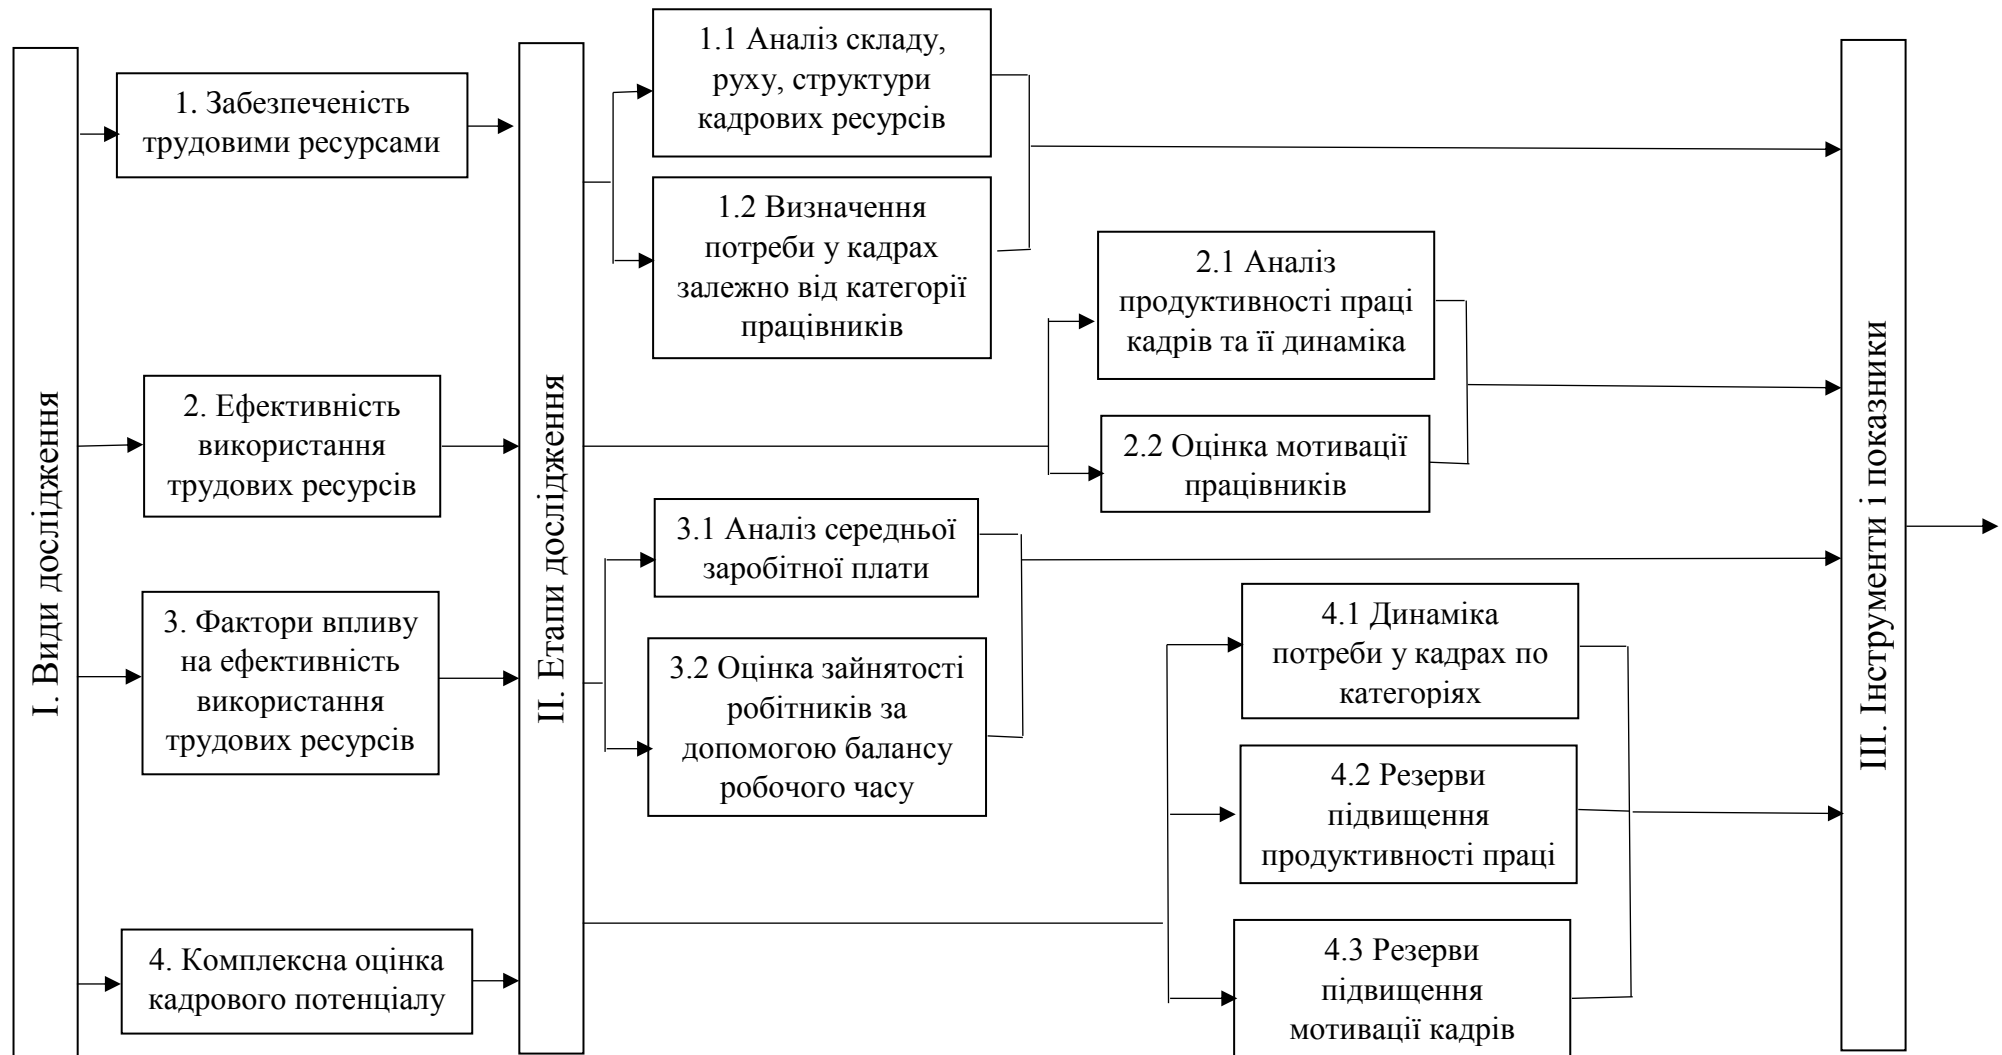 І. Види дослідження
1. Забезпеченість
трудовими ресурсами
2. Ефективність
використання
трудових ресурсів
3. Фактори впливу
на ефективність
використання
трудових ресурсів
4. Комплексна оцінка
кадрового потенціалу
ІІ. Етапи дослідження
1.1 Аналіз складу,
руху, структури
кадрових ресурсів
1.2 Визначення
потреби у кадрах
залежно від категорії
працівників
2.1 Аналіз
продуктивності праці
кадрів та її динаміка
2.2 Оцінка мотивації
працівників
3.1 Аналіз середньої
заробітної плати
3.2 Оцінка зайнятості
робітників за
допомогою балансу
робочого часу
4.1 Динаміка
потреби у кадрах по
категоріях
4.2 Резерви
підвищення
продуктивності праці
4.3 Резерви
підвищення
мотивації кадрів
ІІІ. Інструменти і показники